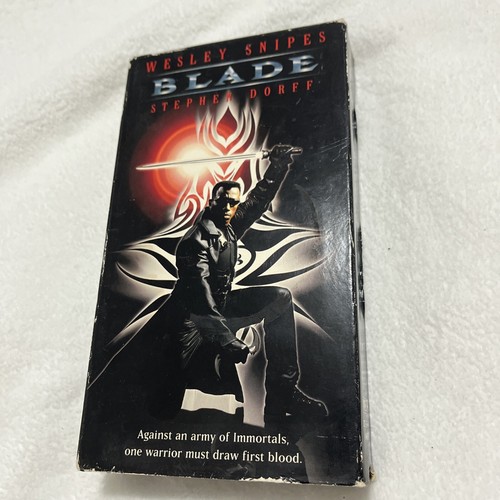 WESLEY SNIPES
BLADE
STEPHEN DORFF
Against an army of Immortals,
one warrior must draw first blood.